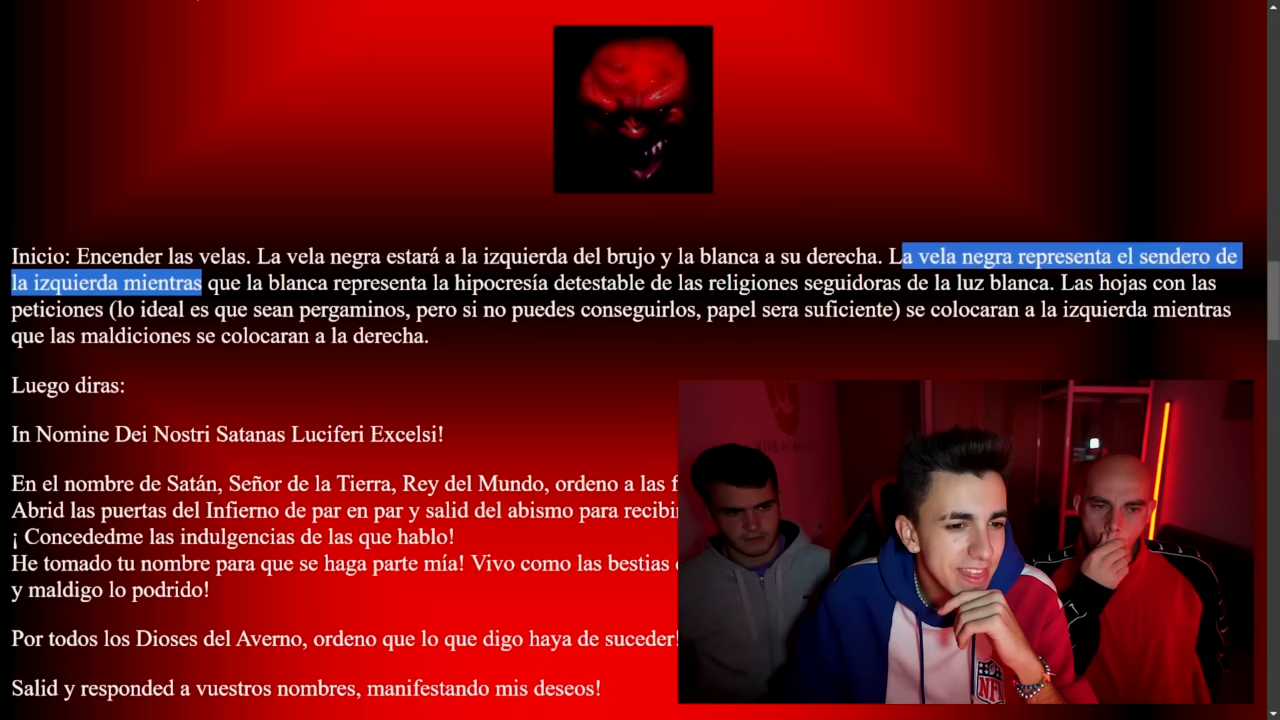 Inicio: Encender las velas. La vela negra estará a la izquierda del brujo y la blanca a su derecha. La vela negra representa el sendero de
la izquierda mientras que la blanca representa la hipocresía detestable de las religiones seguidoras de la luz blanca. Las hojas con las
peticiones (lo ideal es que sean pergaminos, pero si no puedes conseguirlos, papel sera suficiente) se colocaran a la izquierda mientras
que las maldiciones se colocaran a la derecha.
Luego diras:
In Nomine Dei Nostri Satanas Luciferi Excelsi!
En el nombre de Satán, Señor de la Tierra, Rey del Mundo, ordeno a las
Abrid las puertas del Infierno de par en par y salid del abismo para
¡ Concededme las indulgencias de las que hablo!
He tomado tu nombre para que se haga parte mía! Vivo como las bestias
y maldigo lo podrido!
Por todos los Dioses del Averno, ordeno que lo que digo haya de suceder!
Salid y responded a vuestros nombres, manifestando mis deseos!
NFL